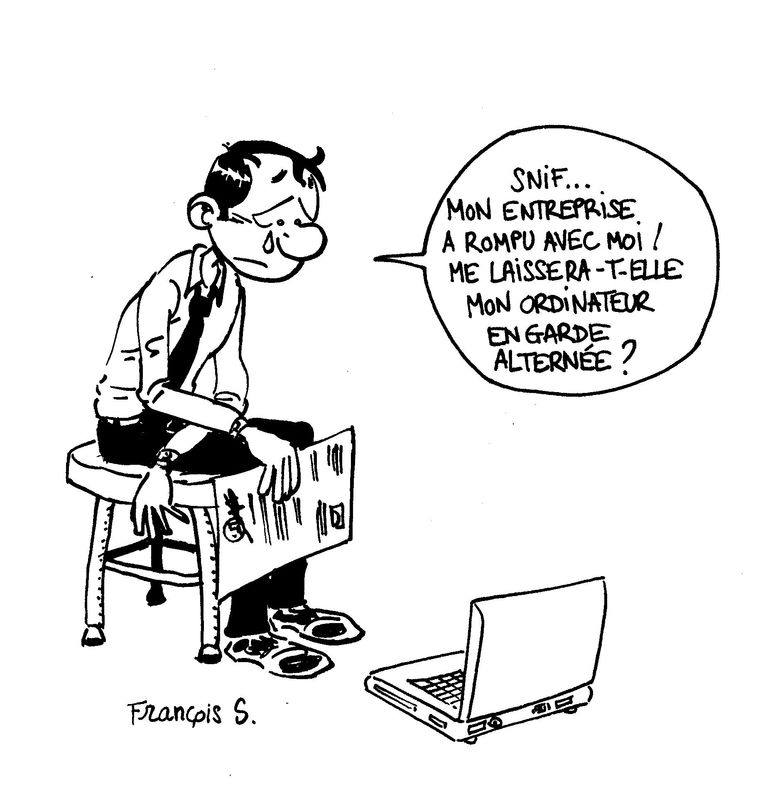 SNIF...
MON ENTREPRISE
A ROMPU AVEC MOI !
ME LAISSERA-T-ELLE
MON ORDINATEUR
EN GARDE
ALTERNÉE ?
François S.